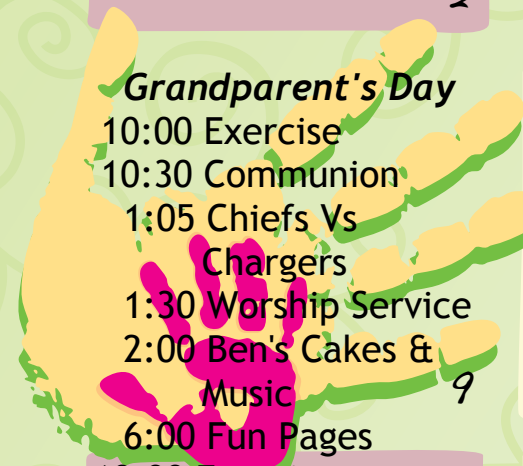 Grandparent's Day
10:00 Exercise
10:30 Communion
1:05 Chiefs Vs
Chargers
1:30 Worship Service
2:00 Ben's Cakes &
Music
9
6:00 Fun Pages